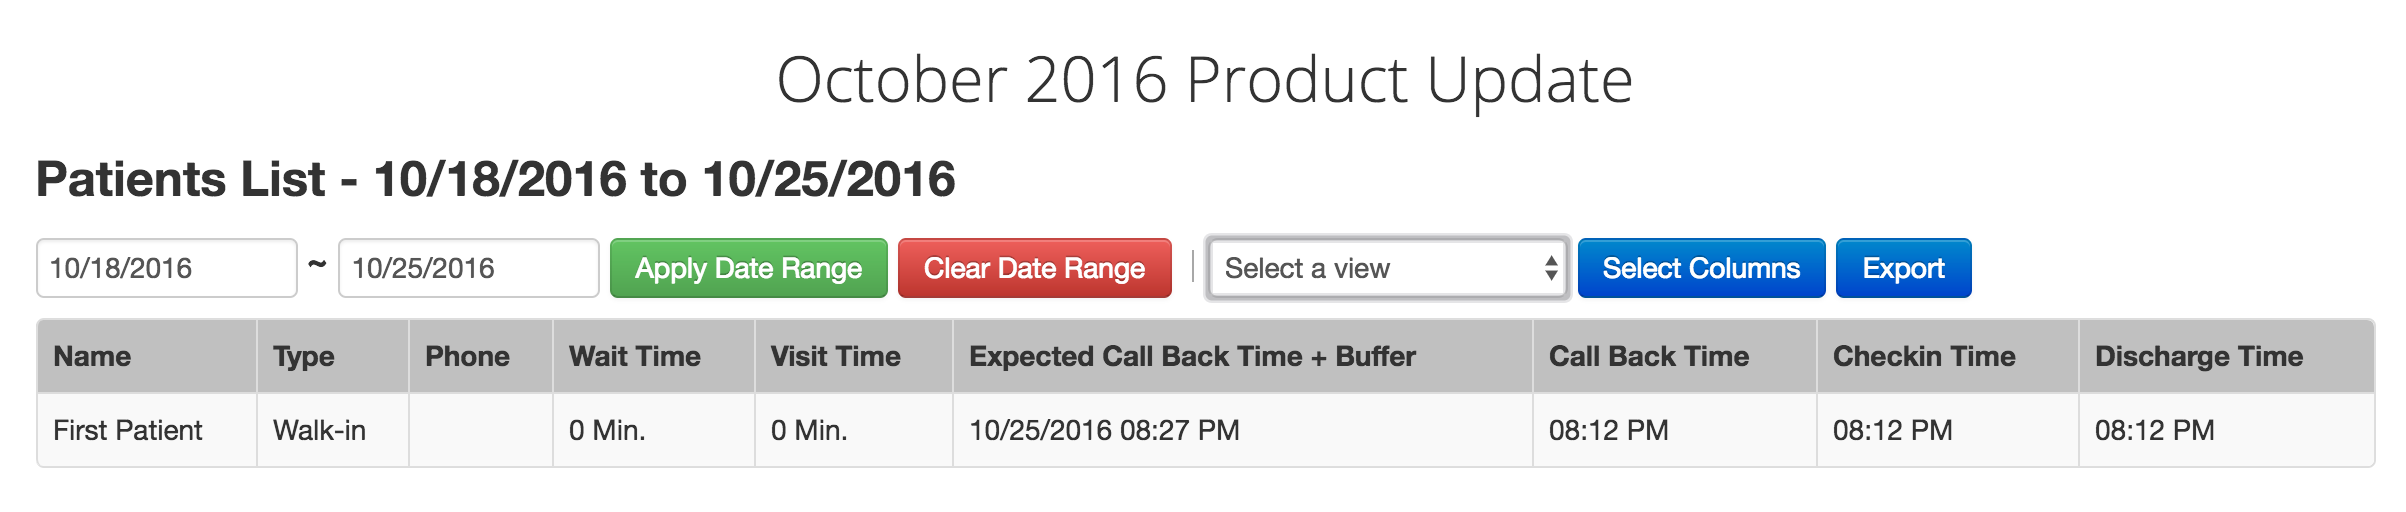 October 2016 Product Update
Patients List - 10/18/2016 to 10/25/2016
10/18/2016 ~ 10/25/2016 Apply Date Range Clear Date Range | Select a view Select Columns Export
Name Type Phone Wait Time Visit Time Expected Call Back Time + Buffer Call Back Time Checkin Time Discharge Time
First Patient Walk-in 0 Min. 0 Min. 10/25/2016 08:27 PM 08:12 PM 08:12 PM 08:12 PM